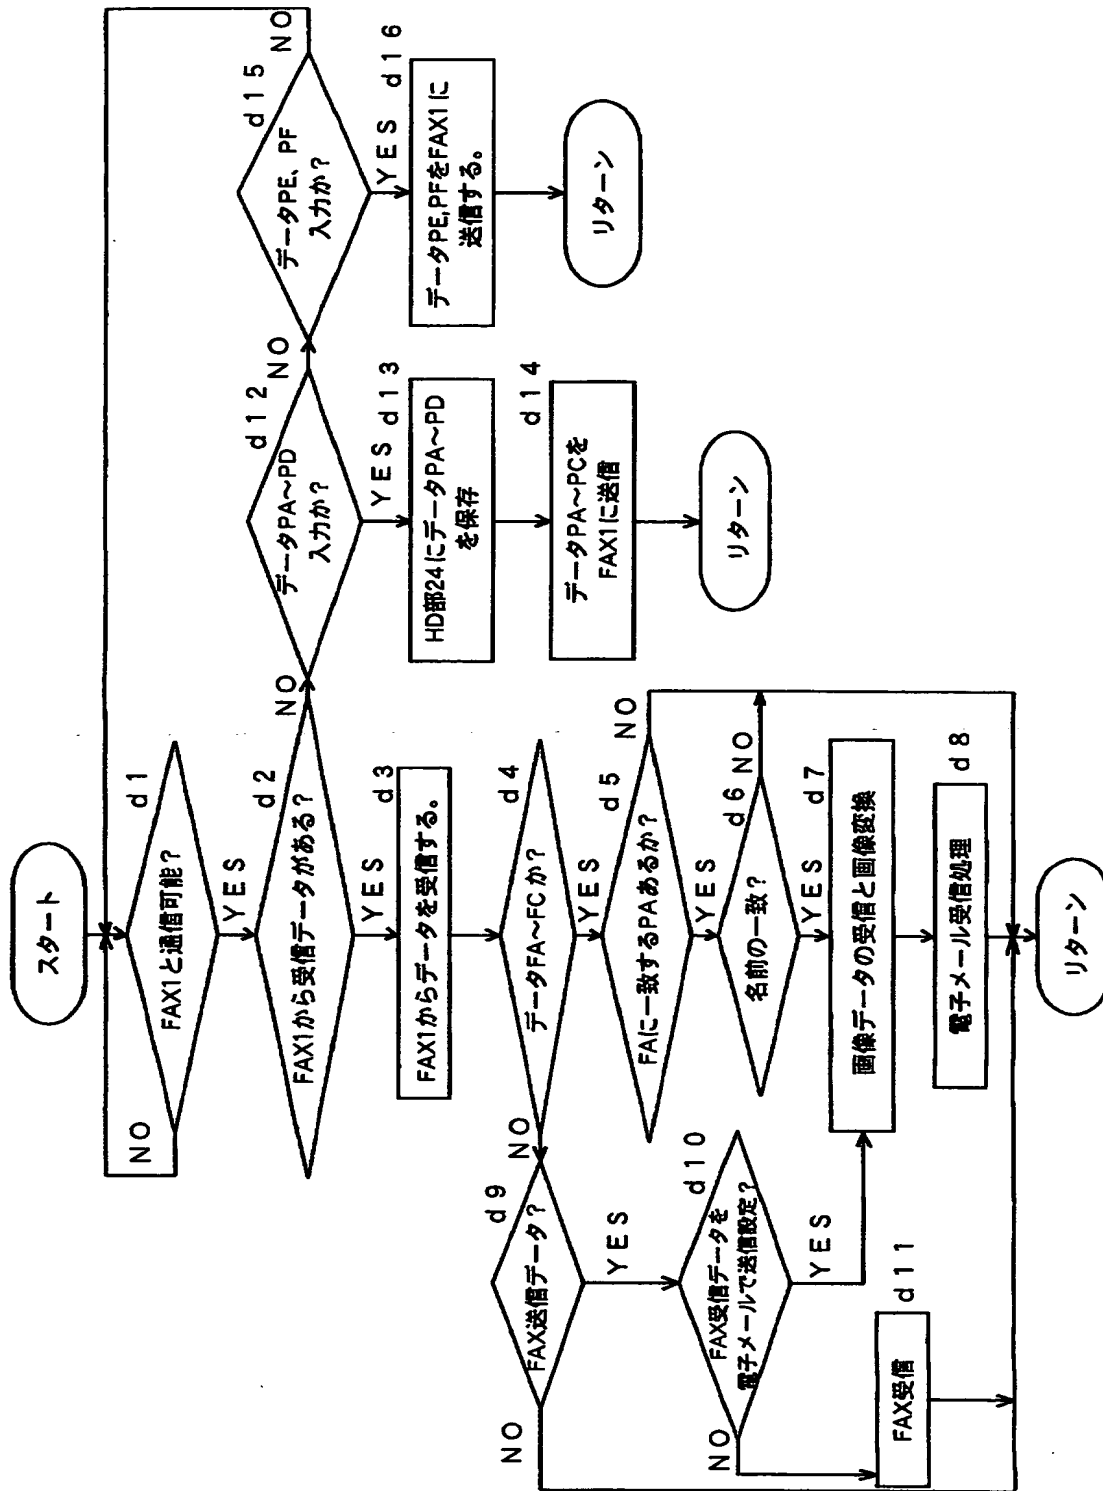 スタート
d1
FAX1と通信可能？
NO
YES
d2
FAX1から受信データがある？
NO
YES
d3
FAX1からデータを受信する。
d4
データFA～FCか？
NO
YES
d5
FAに一致するPAあるか？
NO
YES
d6
名前の一致？
NO
YES
d7
画像データの受信と画像変換
d8
電子メール受信処理
リターン
d9
FAX送信データ？
NO
YES
d10
FAX受信データを
電子メールで送信設定？
NO
YES
d11
FAX受信
d12
データPA～PD
入力か？
NO
YES
d13
HD部24にデータPA～PD
を保存
d14
データPA～PCを
FAX1に送信
リターン
d15
データPE、PF
入力か？
NO
YES
d16
データPE,PFをFAX1に
送信する。
リターン